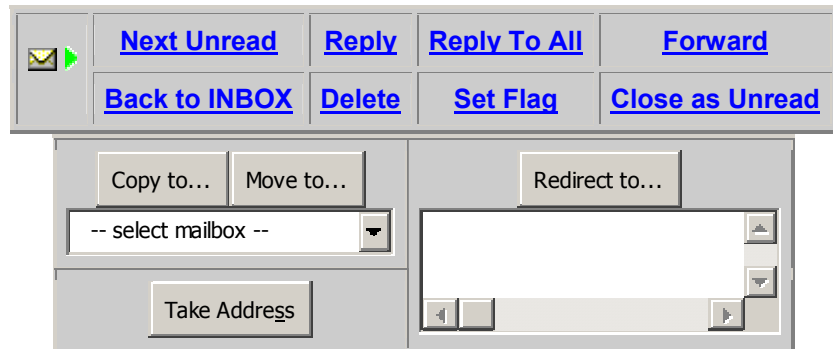 Next Unread Reply Reply To All Forward
Back to INBOX Delete Set Flag Close as Unread
Copy to... Move to... Redirect to...
-- select mailbox --
Take Address